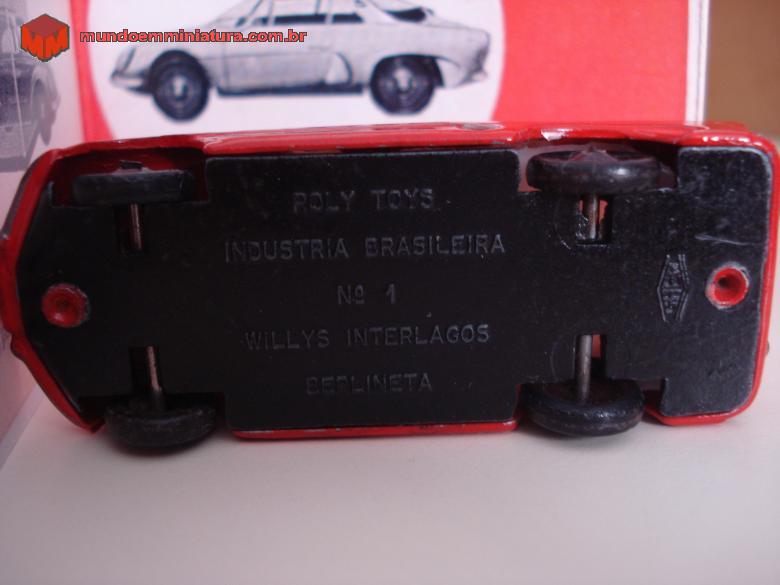 mundoemminiatura.com.br
POLY TOYS
INDUSTRIA BRASILEIRA
Nº 1
WILLYS INTERLAGOS
BERLINETA